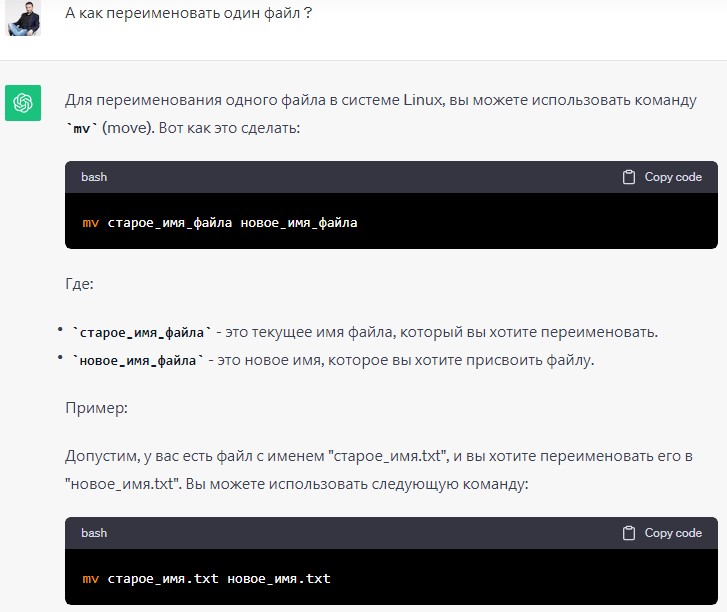 А как переименовать один файл ?
Для переименования одного файла в системе Linux, вы можете использовать команду
`mv` (move). Вот как это сделать:
bash
Copy code
mv старое_имя_файла новое_имя_файла
Где:
• `старое_имя_файла` - это текущее имя файла, который вы хотите переименовать.
• `новое_имя_файла` - это новое имя, которое вы хотите присвоить файлу.
Пример:
Допустим, у вас есть файл с именем "старое_имя.txt", и вы хотите переименовать его в
"новое_имя.txt". Вы можете использовать следующую команду:
bash
Copy code
mv старое_имя.txt новое_имя.txt